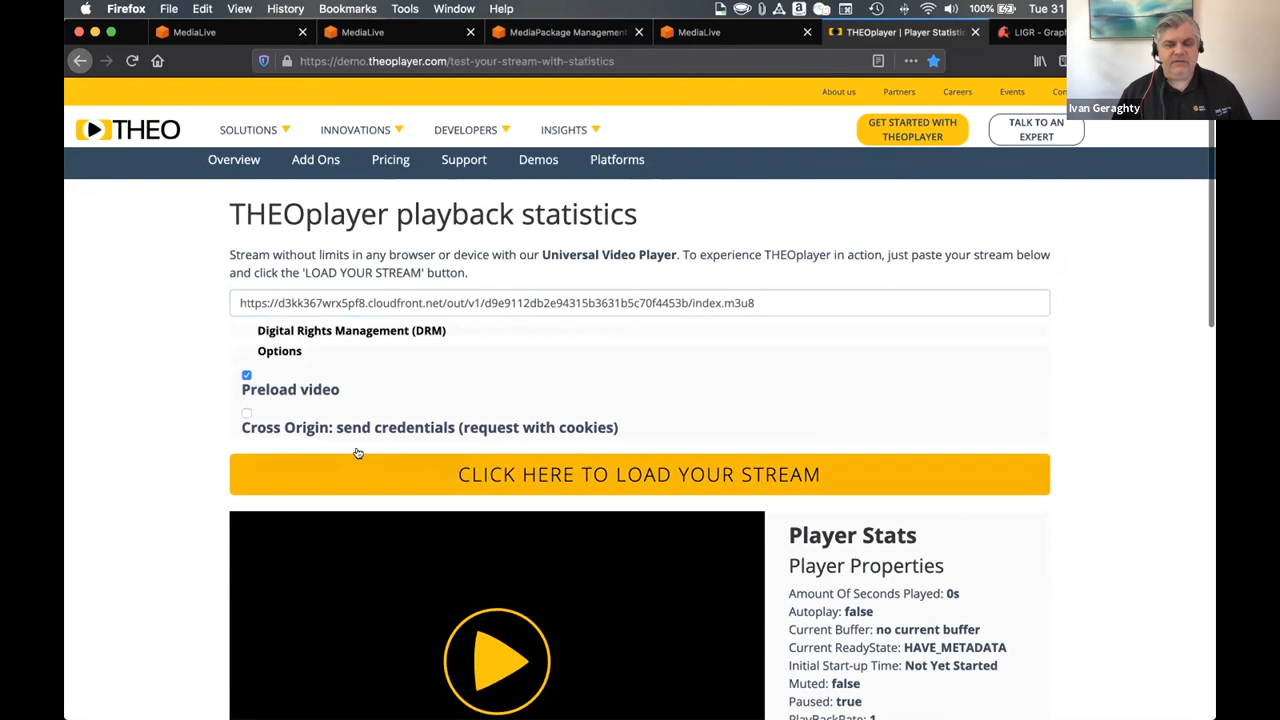 Firefox File Edit View History Bookmarks Tools Window Help 100% Tue 31
MediaLive MediaLive MediaPackage Management MediaLive THEOplayer | Player Statistic LIGR - Grap
https://demo.theoplayer.com/test-your-stream-with-statistics
Ivan Geraghty
About us Partners Careers Events Con
THEO SOLUTIONS INNOVATIONS DEVELOPERS INSIGHTS
GET STARTED WITH
THEOPLAYER
TALK TO AN
EXPERT
Overview Add Ons Pricing Support Demos Platforms
THEOplayer playback statistics
Stream without limits in any browser or device with our Universal Video Player. To experience THEOplayer in action, just paste your stream below
and click the 'LOAD YOUR STREAM' button.
https://d3kk367wrx5pf8.cloudfront.net/out/v1/d9e9112db2e94315b3631b5c70f4453b/index.m3u8
Digital Rights Management (DRM)
Options
Preload video
Cross Origin: send credentials (request with cookies)
CLICK HERE TO LOAD YOUR STREAM
Player Stats
Player Properties
Amount Of Seconds Played: 0s
Autoplay: false
Current Buffer: no current buffer
Current ReadyState: HAVE_METADATA
Initial Start-up Time: Not Yet Started
Muted: false
Paused: true
PlayBackRate: 1